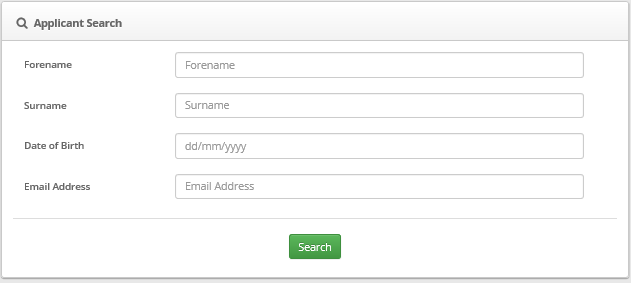 Applicant Search
Forename Forename
Surname Surname
Date of Birth dd/mm/yyyy
Email Address Email Address
Search